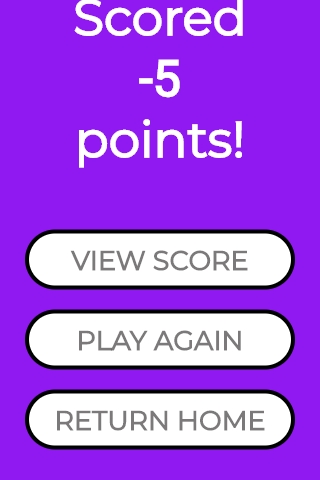 Scored
-5
points!
VIEW SCORE
PLAY AGAIN
RETURN HOME